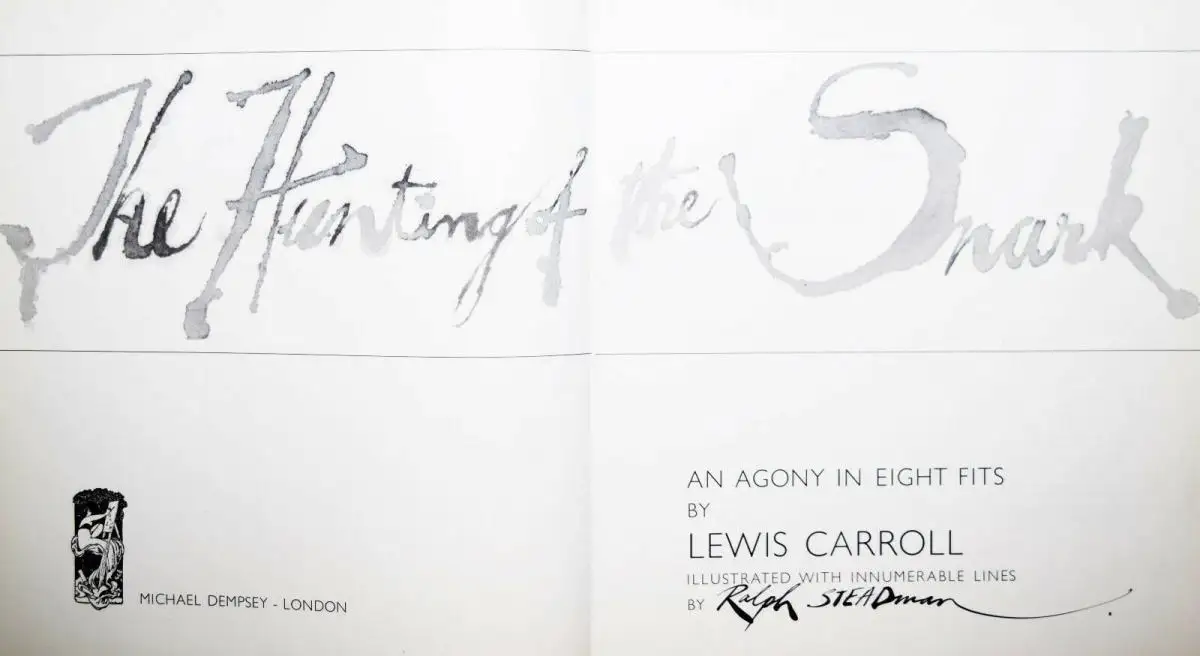 The Hunting of the Snark
AN AGONY IN EIGHT FITS
BY
LEWIS CARROLL
ILLUSTRATED WITH INNUMERABLE LINES
BY Ralph STEADman
MICHAEL DEMPSEY - LONDON